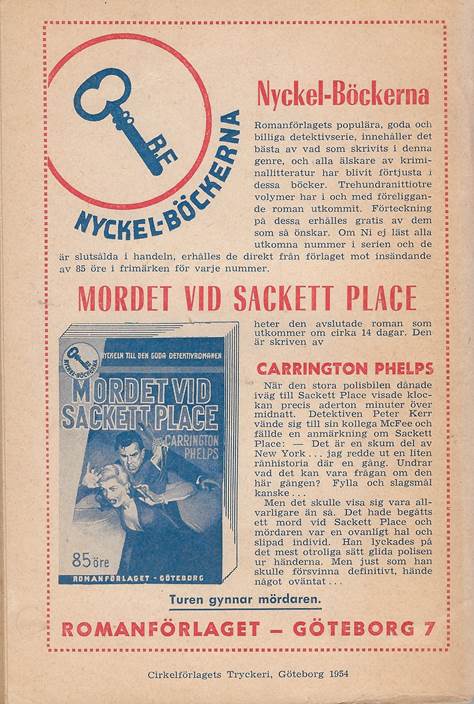 Nyckel-Böckerna
Romanförlagets populära, goda och
billiga detektivserie, innehåller det
bästa av vad som skrivits i denna
genre, och alla älskare av krimi-
nallitteratur har blivit förtjusta i
dessa böcker. Trehundranittiotre
volymer har i och med föreliggan-
de roman utkommit. Förteckning
på dessa erhålles gratis av dem
som så önskar. Om Ni ej läst alla
utkomna nummer i serien och de
är slutsålda i handeln, erhålles de direkt från förlaget mot insändande
av 85 öre i frimärken för varje nummer.
BF
NYCKEL-BÖCKERNA
MORDET VID SACKETT PLACE
heter den avslutade roman som
utkommer om cirka 14 dagar. Den
är skriven av
CARRINGTON PHELPS
När den stora polisbilen dånade
iväg till Sackett Place visade kloc-
kan precis aderton minuter över
midnatt. Detektiven Peter Kerr
vände sig till sin kollega McFee och
fällde en anmärkning om Sackett
Place: — Det är en skum del av
New York . . . jag redde ut en liten
rånhistoria där en gång. Undrar
vad det kan vara frågan om den
här gången? Fylla och slagsmål
kanske . . .
Men det skulle visa sig vara all-
varligare än så. Det hade begåtts
ett mord vid Sackett Place och
mördaren var en ovanligt hal och
slipad individ. Han lyckades på
det mest otroliga sätt glida polisen
ur händerna. Men just som han
skulle försvinna definitivt, hände
något oväntat . . .
NYCKEL-BÖCKERNA
NYCKELN TILL DEN GODA DETEKTIVROMANEN
MORDET VID
SACKETT PLACE
CARRINGTON
PHELPS
85 öre
ROMANFÖRLAGET - GÖTEBORG
Turen gynnar mördaren.
ROMANFÖRLAGET — GÖTEBORG 7
Cirkelförlagets Tryckeri, Göteborg 1954